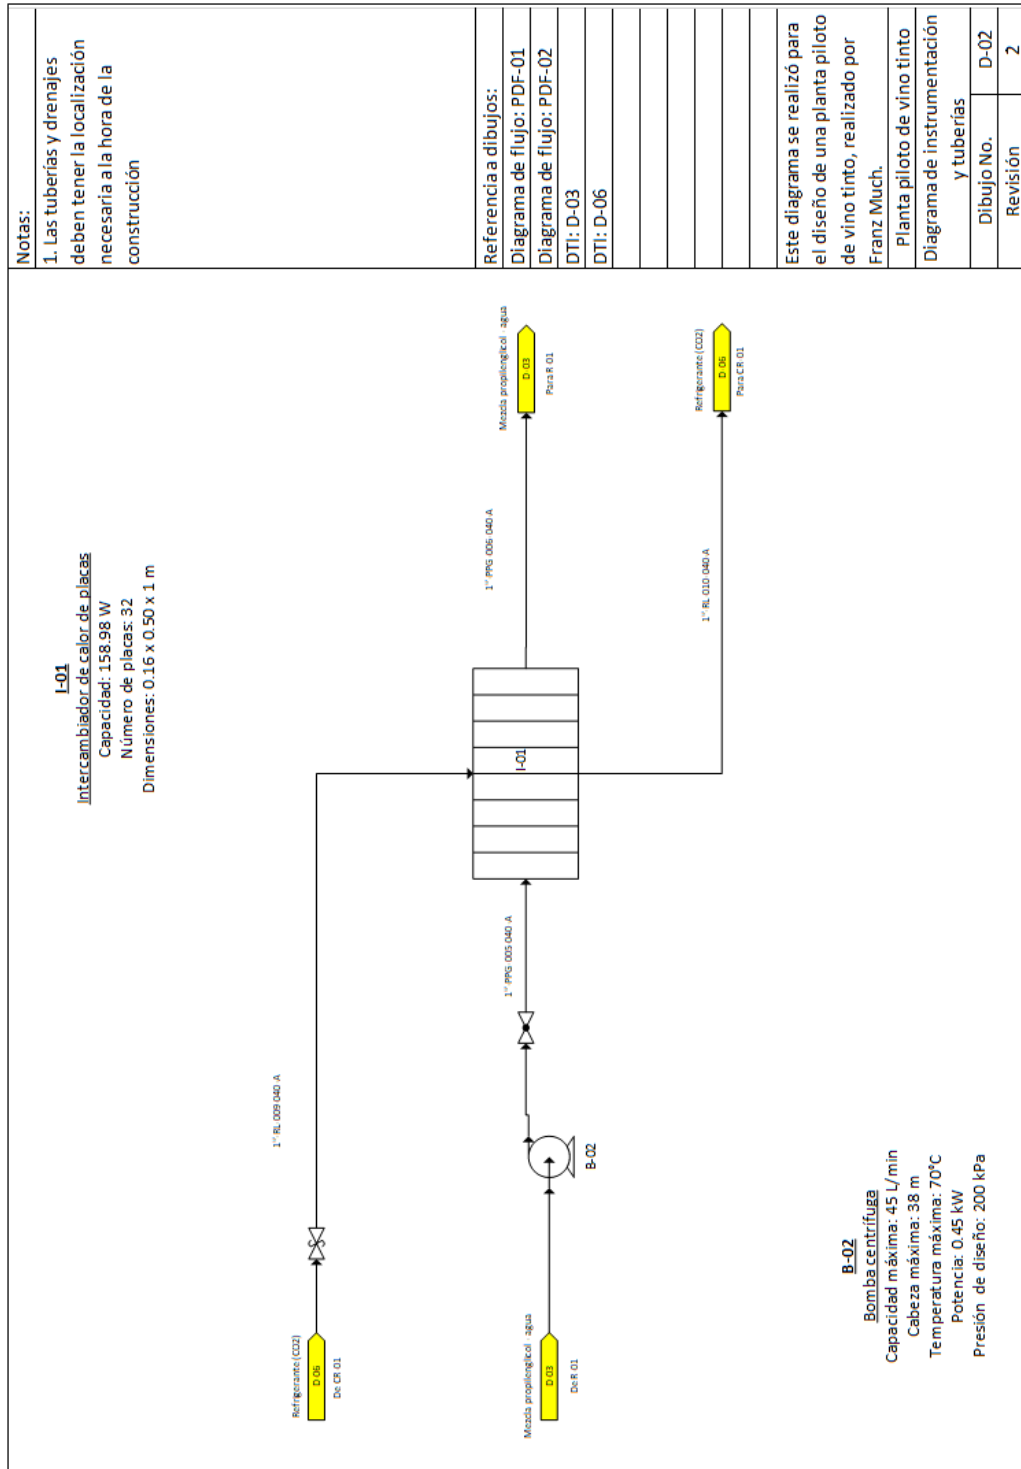 I-01
Intercambiador de calor de placas
Capacidad: 158.98 W
Número de placas: 32
Dimensiones: 0.16 x 0.50 x 1 m
Refrigerante (CO2)
D 06
De CR 01
1" RL 009 040 A
Mezcla propilenglicol - agua
D 03
De R 01
B-02
1" PPG 005 040 A
I-01
1" PPG 006 040 A
Mezcla propilenglicol - agua
D 03
Para R 01
1" RL 010 040 A
Refrigerante (CO2)
D 06
Para CR 01
B-02
Bomba centrífuga
Capacidad máxima: 45 L/min
Cabeza máxima: 38 m
Temperatura máxima: 70°C
Potencia: 0.45 kW
Presión de diseño: 200 kPa
Notas:
1. Las tuberías y drenajes
deben tener la localización
necesaria a la hora de la
construcción
Referencia a dibujos:
Diagrama de flujo: PDF-01
Diagrama de flujo: PDF-02
DTI: D-03
DTI: D-06
Este diagrama se realizó para
el diseño de una planta piloto
de vino tinto, realizado por
Franz Much.
Planta piloto de vino tinto
Diagrama de instrumentación
y tuberías
Dibujo No. D-02
Revisión 2